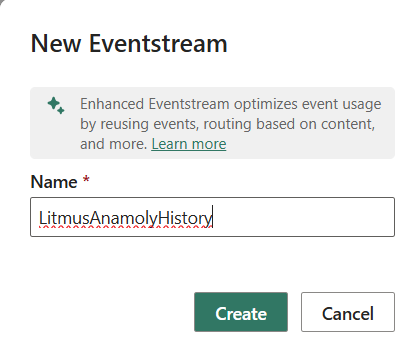 New Eventstream
Enhanced Eventstream optimizes event usage
by reusing events, routing based on content,
and more. Learn more
Name *
LitmusAnamolyHistory
Create Cancel